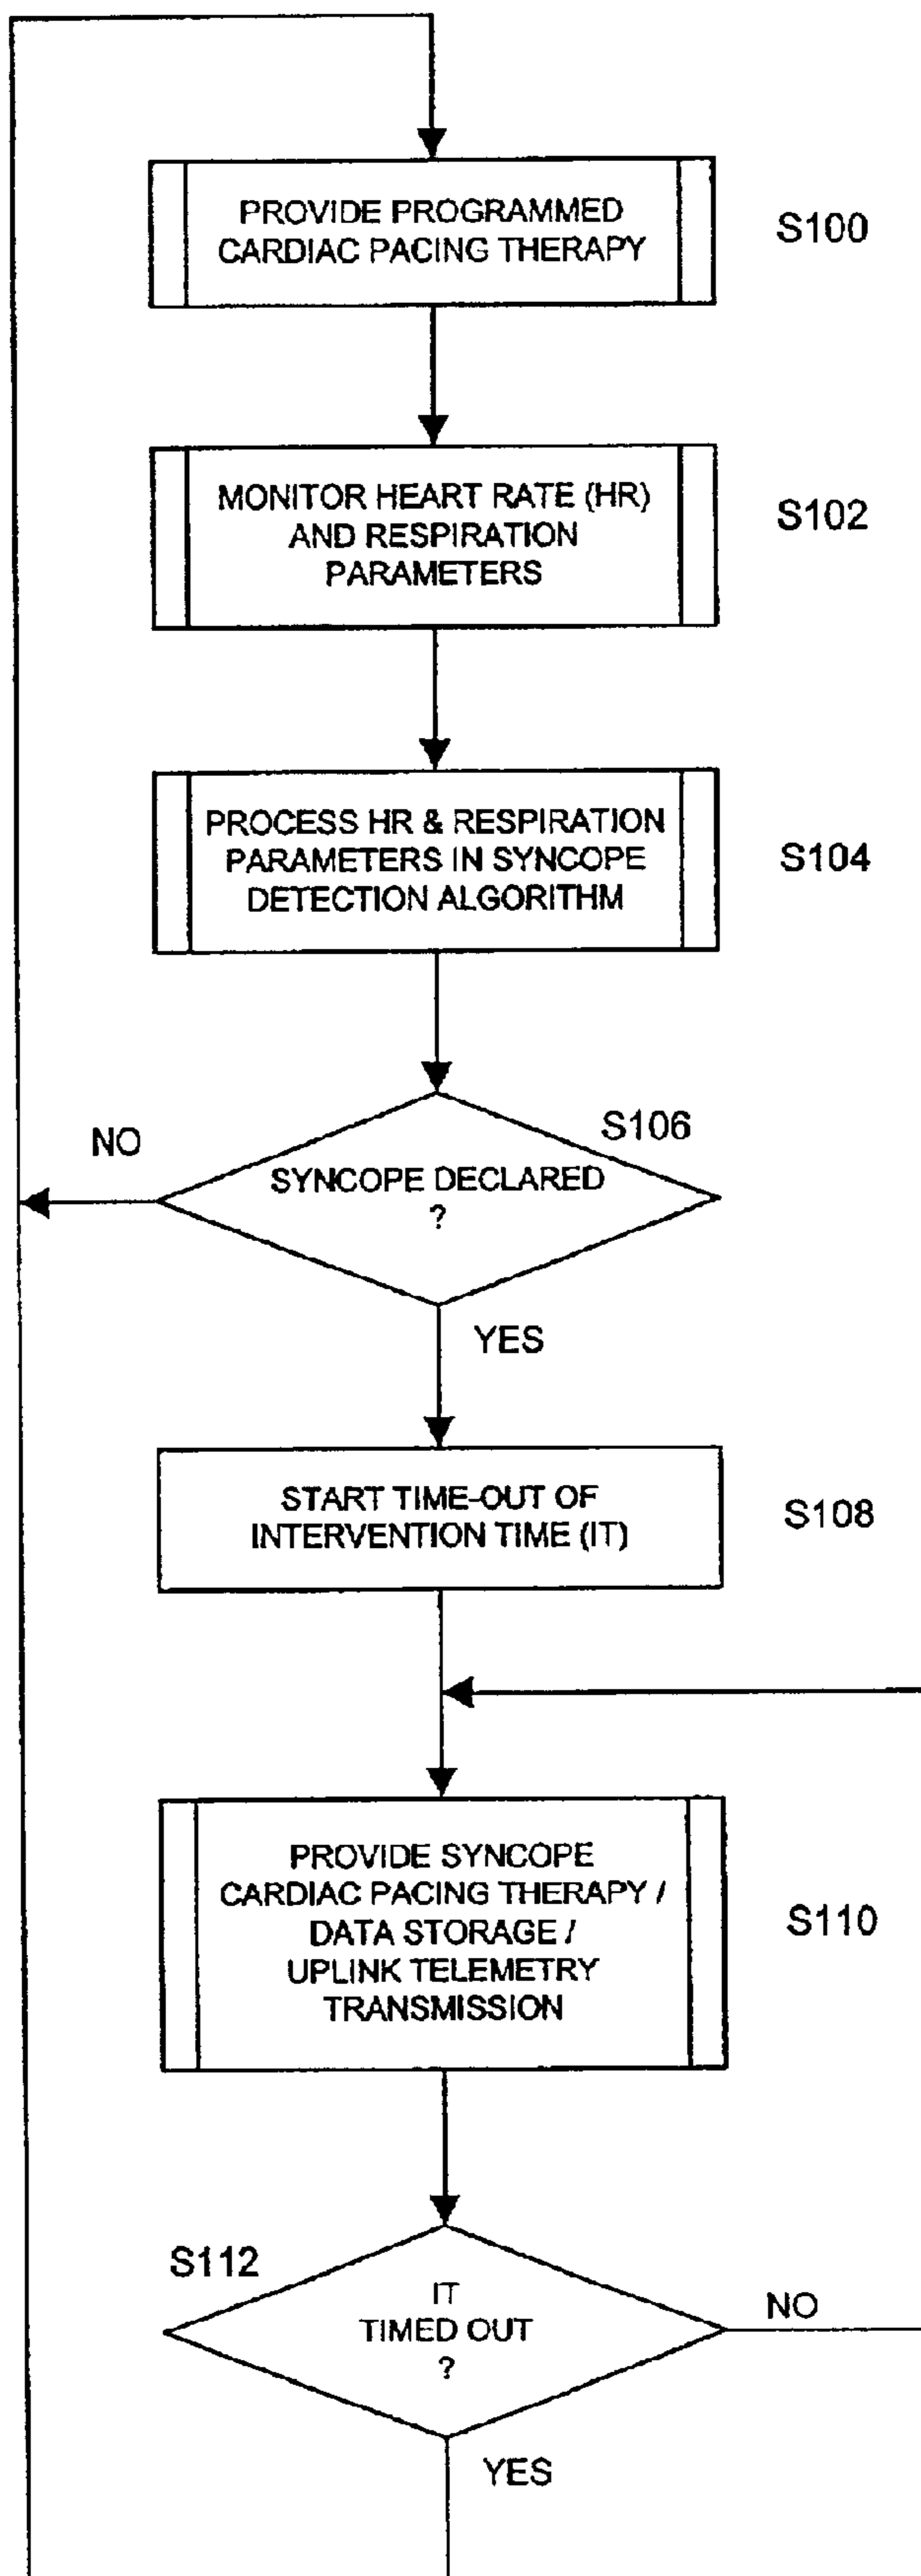 PROVIDE PROGRAMMED
CARDIAC PACING THERAPY
S100
MONITOR HEART RATE (HR)
AND RESPIRATION
PARAMETERS
S102
PROCESS HR & RESPIRATION
PARAMETERS IN SYNCOPE
DETECTION ALGORITHM
S104
S106
NO
SYNCOPE DECLARED
?
YES
START TIME-OUT OF
INTERVENTION TIME (IT)
S108
PROVIDE SYNCOPE
CARDIAC PACING THERAPY /
DATA STORAGE /
UPLINK TELEMETRY
TRANSMISSION
S110
S112
IT
TIMED OUT
?
NO
YES